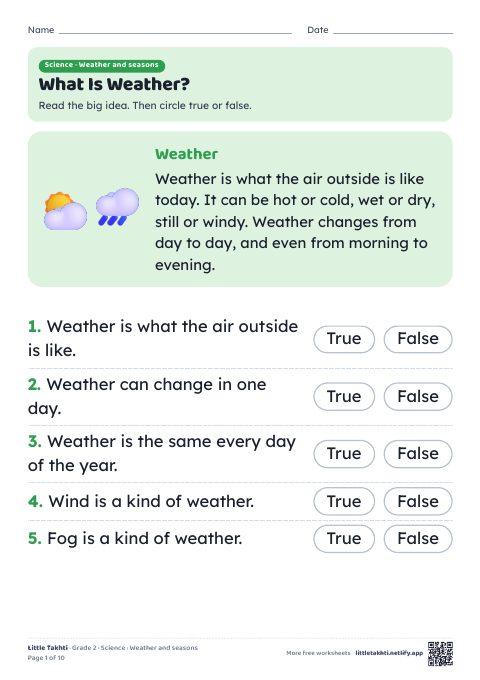 Name Date
Science · Weather and seasons
What Is Weather?
Read the big idea. Then circle true or false.
Weather
Weather is what the air outside is like
today. It can be hot or cold, wet or dry,
still or windy. Weather changes from
day to day, and even from morning to
evening.
1. Weather is what the air outside
is like.
True False
2. Weather can change in one
day.
True False
3. Weather is the same every day
of the year.
True False
4. Wind is a kind of weather. True False
5. Fog is a kind of weather. True False
Little Takhti · Grade 2 · Science · Weather and seasons
Page 1 of 10
More free worksheets · littletakhti.netlify.app